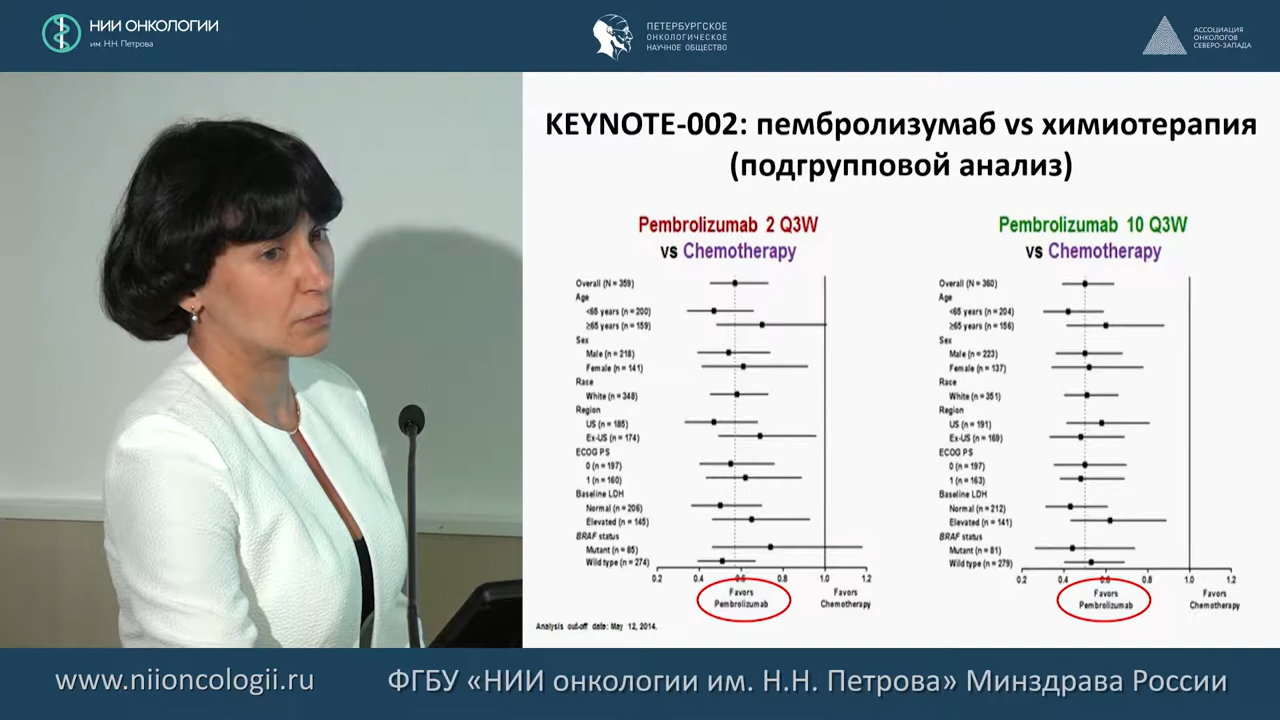 НИИ ОНКОЛОГИИ
им. Н.Н. Петрова
ПЕТЕРБУРГСКОЕ
ОНКОЛОГИЧЕСКОЕ
НАУЧНОЕ ОБЩЕСТВО
АССОЦИАЦИЯ
ОНКОЛОГОВ
СЕВЕРО-ЗАПАДА
KEYNOTE-002: пембролизумаб vs химиотерапия
(подгрупповой анализ)
Pembrolizumab 2 Q3W
vs Chemotherapy
Overall (N = 359)
Age
<65 years (n = 200)
≥65 years (n = 159)
Sex
Male (n = 218)
Female (n = 141)
Race
White (n = 348)
Region
US (n = 185)
Ex-US (n = 174)
ECOG PS
0 (n = 197)
1 (n = 160)
Baseline LDH
Normal (n = 206)
Elevated (n = 145)
BRAF status
Mutant (n = 85)
Wild type (n = 274)
0.2 0.4 0.6 0.8 1.0 1.2
Favors
Pembrolizumab
Favors
Chemotherapy
Analysis cut-off date: May 12, 2014.
Pembrolizumab 10 Q3W
vs Chemotherapy
Overall (N = 360)
Age
<65 years (n = 204)
≥65 years (n = 156)
Sex
Male (n = 223)
Female (n = 137)
Race
White (n = 351)
Region
US (n = 191)
Ex-US (n = 169)
ECOG PS
0 (n = 197)
1 (n = 163)
Baseline LDH
Normal (n = 212)
Elevated (n = 141)
BRAF status
Mutant (n = 81)
Wild type (n = 279)
0.2 0.4 0.6 0.8 1.0 1.2
Favors
Pembrolizumab
Favors
Chemotherapy
www.niioncologii.ru
ФГБУ «НИИ онкологии им. Н.Н. Петрова» Минздрава России